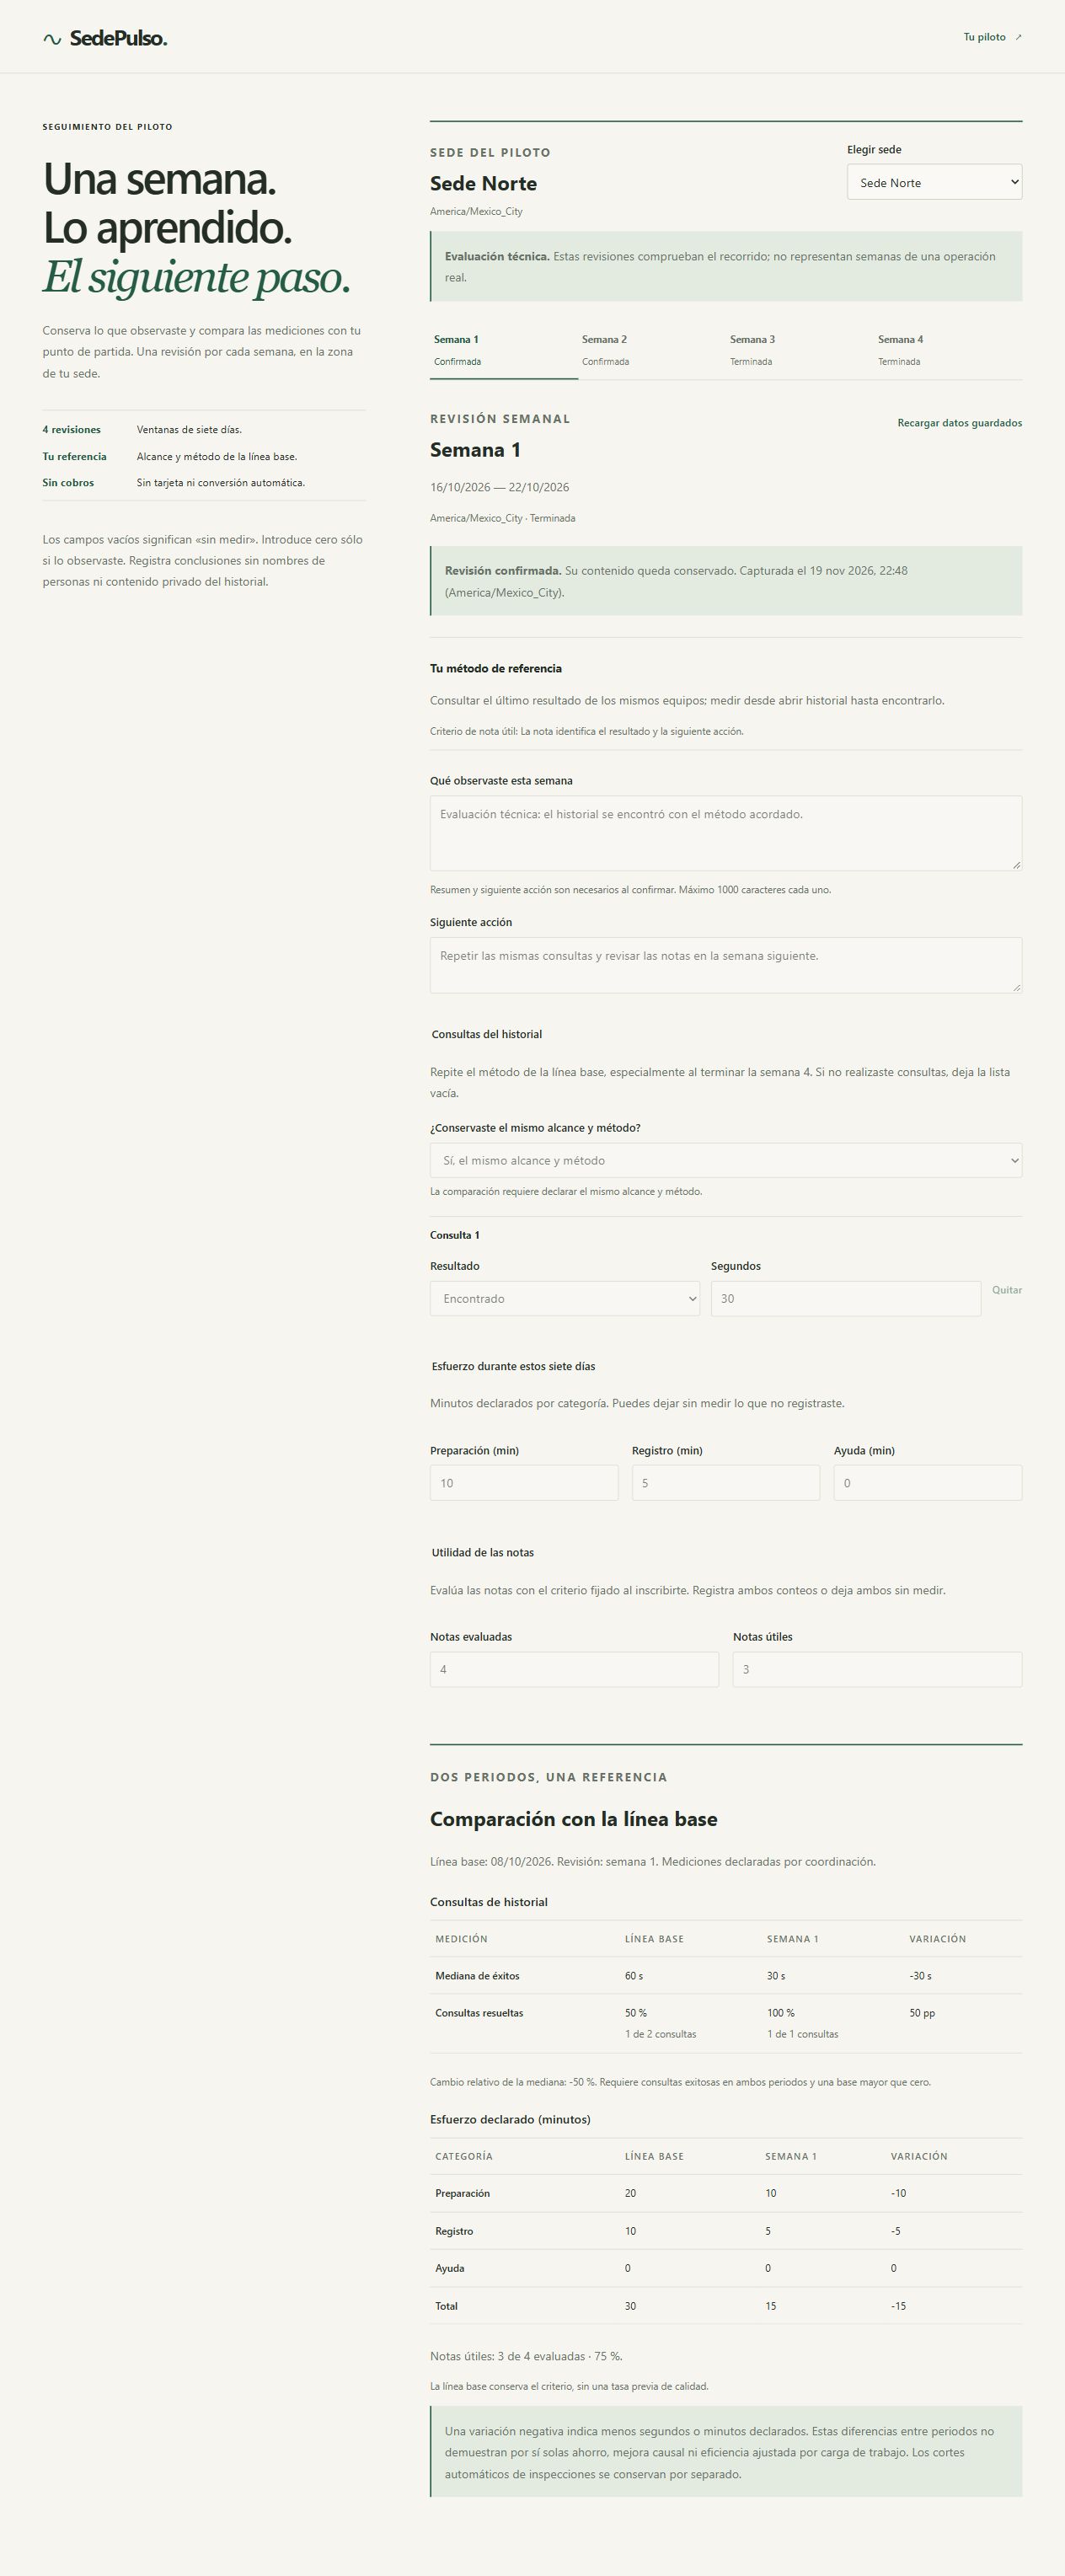 SedePulso.
Tu piloto ↗
SEGUIMIENTO DEL PILOTO
Una semana.
Lo aprendido.
El siguiente paso.
Conserva lo que observaste y compara las mediciones con tu
punto de partida. Una revisión por cada semana, en la zona
de tu sede.
4 revisiones Ventanas de siete días.
Tu referencia Alcance y método de la línea base.
Sin cobros Sin tarjeta ni conversión automática.
Los campos vacíos significan «sin medir». Introduce cero sólo
si lo observaste. Registra conclusiones sin nombres de
personas ni contenido privado del historial.
SEDE DEL PILOTO
Sede Norte
America/Mexico_City
Elegir sede
Sede Norte
Evaluación técnica. Estas revisiones comprueban el recorrido; no representan semanas de una operación
real.
Semana 1 Semana 2 Semana 3 Semana 4
Confirmada Confirmada Terminada Terminada
REVISIÓN SEMANAL
Recargar datos guardados
Semana 1
16/10/2026 — 22/10/2026
America/Mexico_City · Terminada
Revisión confirmada. Su contenido queda conservado. Capturada el 19 nov 2026, 22:48
(America/Mexico_City).
Tu método de referencia
Consultar el último resultado de los mismos equipos; medir desde abrir historial hasta encontrarlo.
Criterio de nota útil: La nota identifica el resultado y la siguiente acción.
Qué observaste esta semana
Evaluación técnica: el historial se encontró con el método acordado.
Resumen y siguiente acción son necesarios al confirmar. Máximo 1000 caracteres cada uno.
Siguiente acción
Repetir las mismas consultas y revisar las notas en la semana siguiente.
Consultas del historial
Repite el método de la línea base, especialmente al terminar la semana 4. Si no realizaste consultas, deja la lista
vacía.
¿Conservaste el mismo alcance y método?
Sí, el mismo alcance y método
La comparación requiere declarar el mismo alcance y método.
Consulta 1
Resultado Segundos
Encontrado 30 Quitar
Esfuerzo durante estos siete días
Minutos declarados por categoría. Puedes dejar sin medir lo que no registraste.
Preparación (min) Registro (min) Ayuda (min)
10 5 0
Utilidad de las notas
Evalúa las notas con el criterio fijado al inscribirte. Registra ambos conteos o deja ambos sin medir.
Notas evaluadas Notas útiles
4 3
DOS PERIODOS, UNA REFERENCIA
Comparación con la línea base
Línea base: 08/10/2026. Revisión: semana 1. Mediciones declaradas por coordinación.
Consultas de historial
MEDICIÓN LÍNEA BASE SEMANA 1 VARIACIÓN
Mediana de éxitos 60 s 30 s -30 s
Consultas resueltas 50 % 100 % 50 pp
1 de 2 consultas 1 de 1 consultas
Cambio relativo de la mediana: -50 %. Requiere consultas exitosas en ambos periodos y una base mayor que cero.
Esfuerzo declarado (minutos)
CATEGORÍA LÍNEA BASE SEMANA 1 VARIACIÓN
Preparación 20 10 -10
Registro 10 5 -5
Ayuda 0 0 0
Total 30 15 -15
Notas útiles: 3 de 4 evaluadas · 75 %.
La línea base conserva el criterio, sin una tasa previa de calidad.
Una variación negativa indica menos segundos o minutos declarados. Estas diferencias entre periodos no
demuestran por sí solas ahorro, mejora causal ni eficiencia ajustada por carga de trabajo. Los cortes
automáticos de inspecciones se conservan por separado.